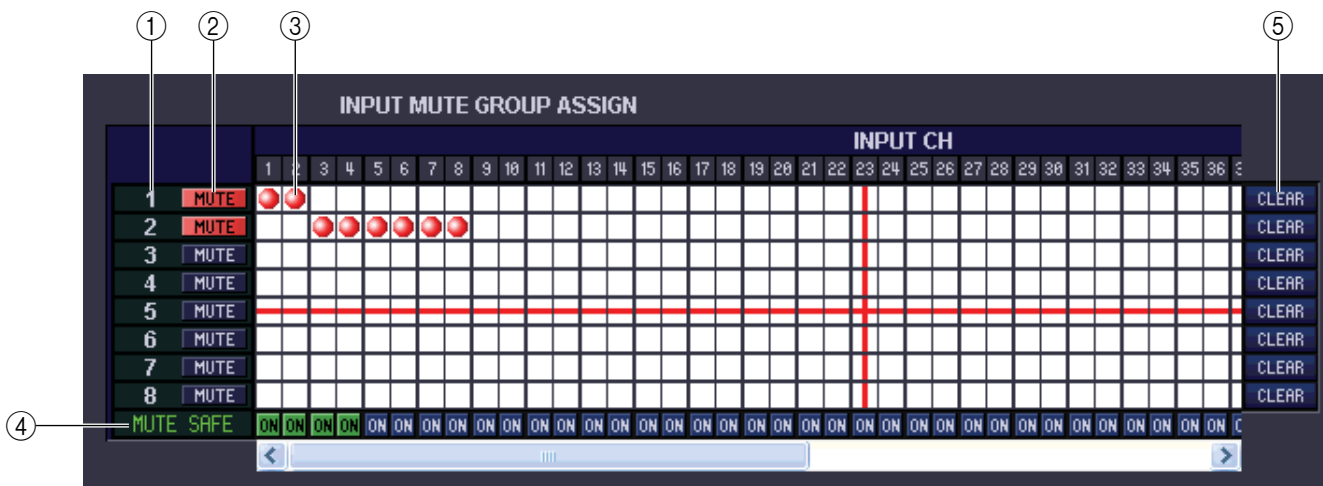 ① ② ③ ⑤
INPUT MUTE GROUP ASSIGN
INPUT CH
1 2 3 4 5 6 7 8 9 10 11 12 13 14 15 16 17 18 19 20 21 22 23 24 25 26 27 28 29 30 31 32 33 34 35 36
1 MUTE CLEAR
2 MUTE CLEAR
3 MUTE CLEAR
4 MUTE CLEAR
5 MUTE CLEAR
6 MUTE CLEAR
7 MUTE CLEAR
8 MUTE CLEAR
④ MUTE SAFE ON ON ON ON ON ON ON ON ON ON ON ON ON ON ON ON ON ON ON ON ON ON ON ON ON ON ON ON ON ON ON ON ON ON ON ON